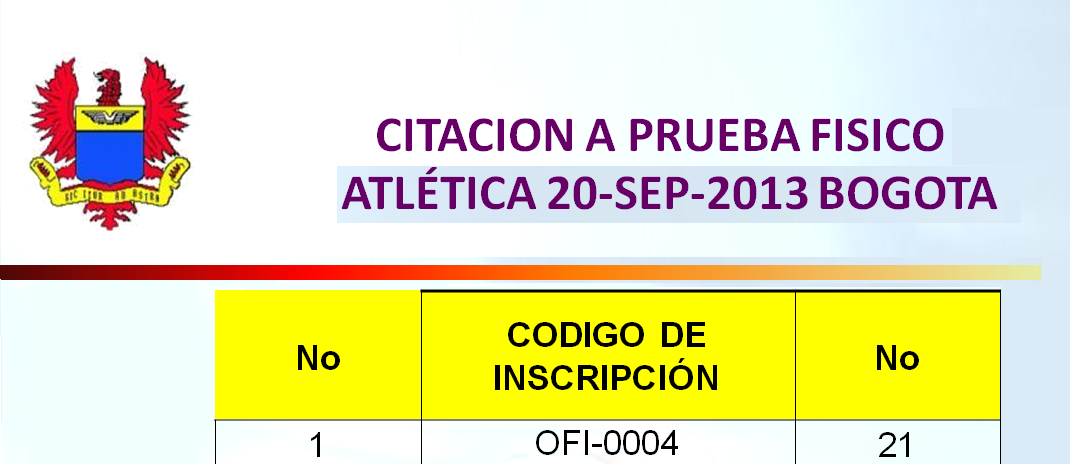 SIC ITUR AD ASTRA
CITACION A PRUEBA FISICO
ATLÉTICA 20-SEP-2013 BOGOTA
No
CODIGO DE
INSCRIPCIÓN
No
1 OFI-0004 21